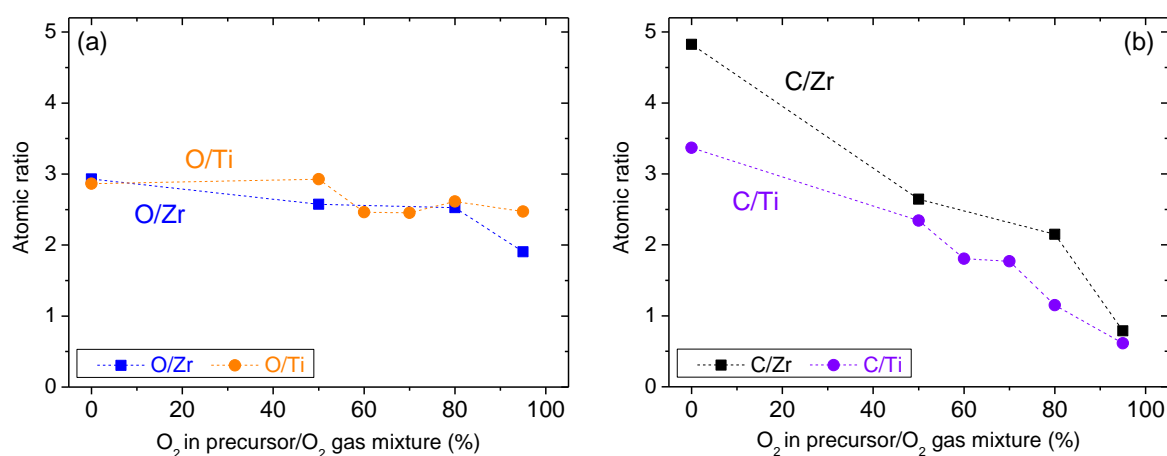 (a)
5
4
3
2
1
0
Atomic ratio
O/Ti
O/Zr
O/Zr O/Ti
0 20 40 60 80 100
O₂ in precursor/O₂ gas mixture (%)
(b)
5
4
3
2
1
0
Atomic ratio
C/Zr
C/Ti
C/Zr C/Ti
0 20 40 60 80 100
O₂ in precursor/O₂ gas mixture (%)